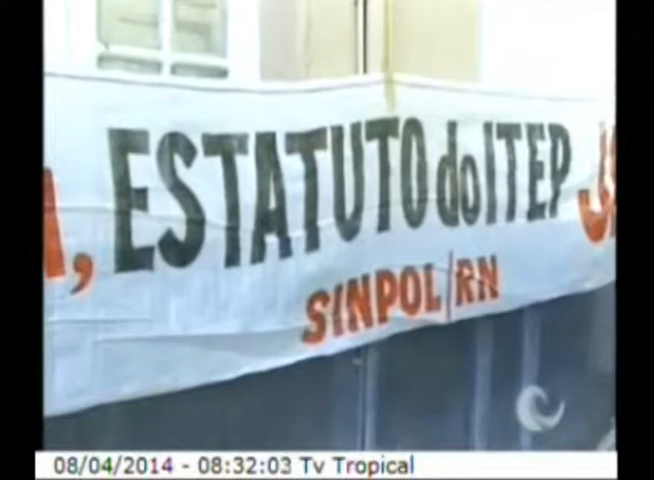 , ESTATUTO do ITEP
SINPOL/RN
08/04/2014 - 08:32:03 Tv Tropical